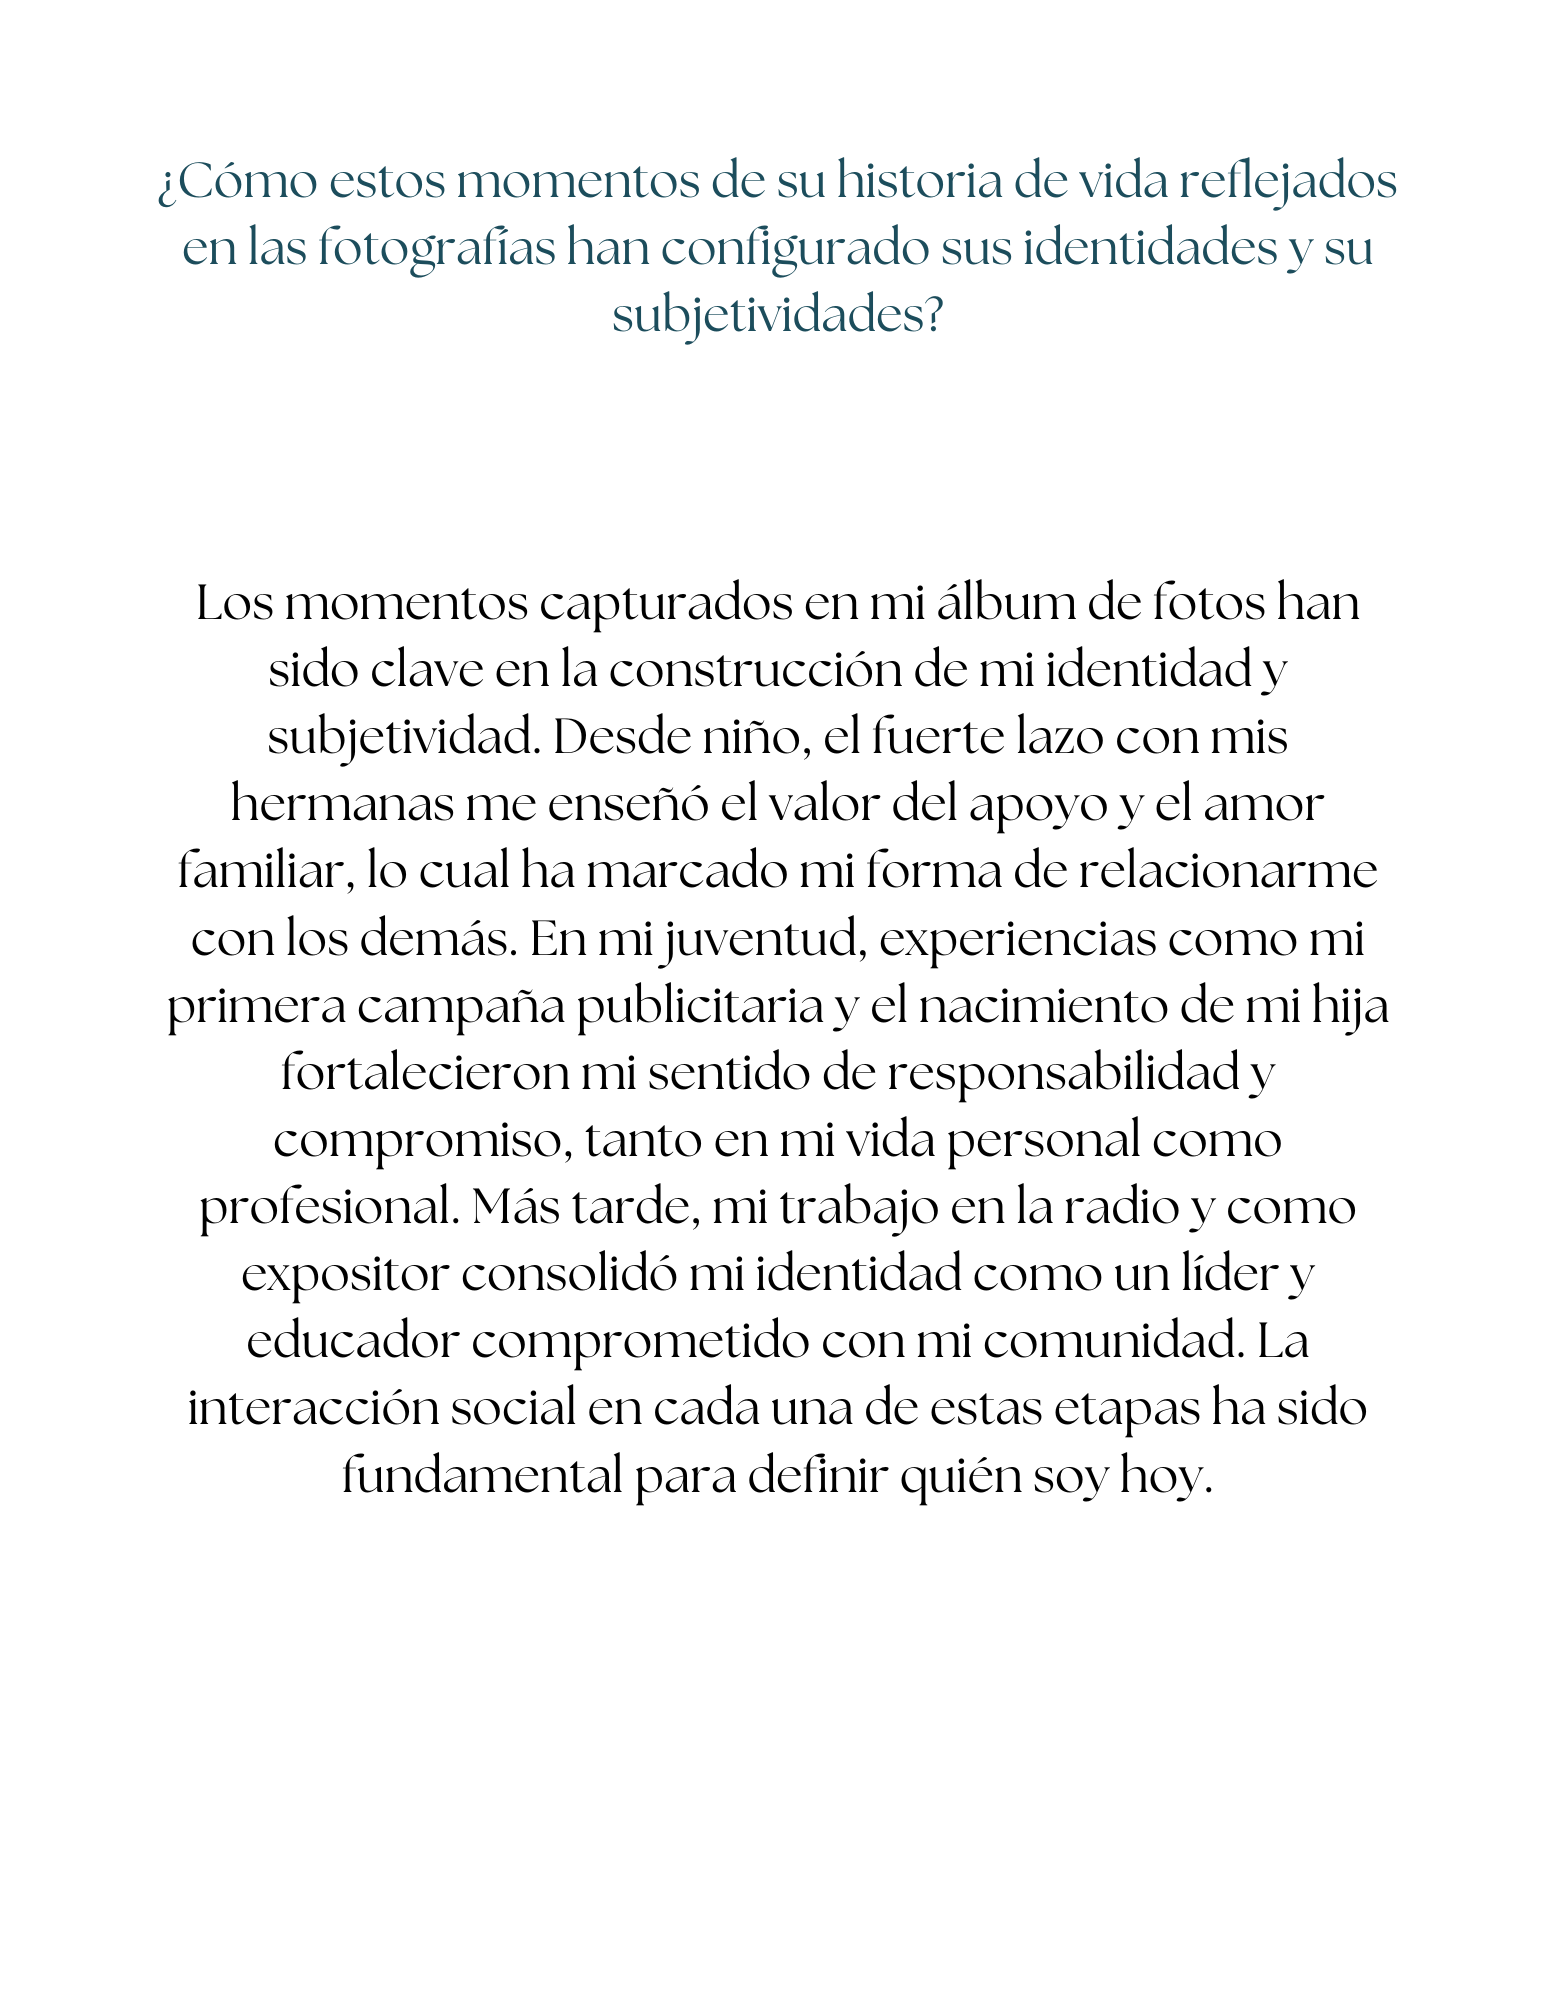 ¿Cómo estos momentos de su historia de vida reflejados
en las fotografías han configurado sus identidades y su
subjetividades?
Los momentos capturados en mi álbum de fotos han
sido clave en la construcción de mi identidad y
subjetividad. Desde niño, el fuerte lazo con mis
hermanas me enseñó el valor del apoyo y el amor
familiar, lo cual ha marcado mi forma de relacionarme
con los demás. En mi juventud, experiencias como mi
primera campaña publicitaria y el nacimiento de mi hija
fortalecieron mi sentido de responsabilidad y
compromiso, tanto en mi vida personal como
profesional. Más tarde, mi trabajo en la radio y como
expositor consolidó mi identidad como un líder y
educador comprometido con mi comunidad. La
interacción social en cada una de estas etapas ha sido
fundamental para definir quién soy hoy.